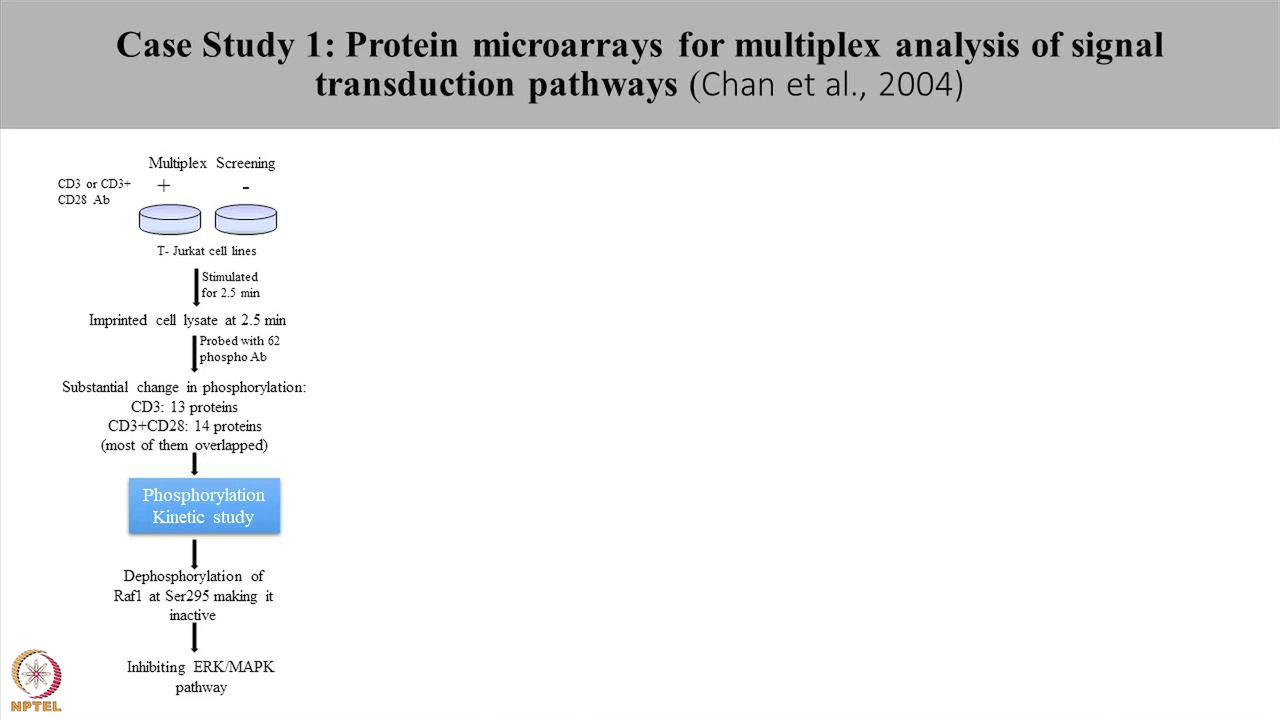 Case Study 1: Protein microarrays for multiplex analysis of signal
transduction pathways (Chan et al., 2004)
Multiplex Screening
CD3 or CD3+
CD28 Ab
+ -
T- Jurkat cell lines
Stimulated
for 2.5 min
Imprinted cell lysate at 2.5 min
Probed with 62
phospho Ab
Substantial change in phosphorylation:
CD3: 13 proteins
CD3+CD28: 14 proteins
(most of them overlapped)
Phosphorylation
Kinetic study
Dephosphorylation of
Raf1 at Ser295 making it
inactive
Inhibiting ERK/MAPK
pathway
NPTEL